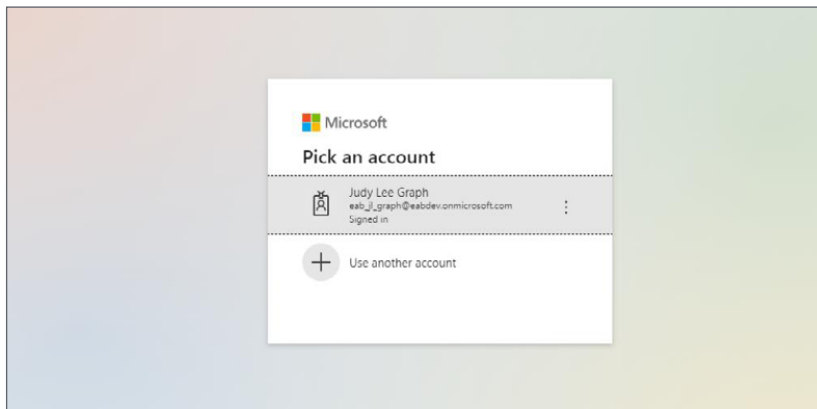 Microsoft
Pick an account
Judy Lee Graph
eab_jl_graph@eabdev.onmicrosoft.com
Signed in
Use another account